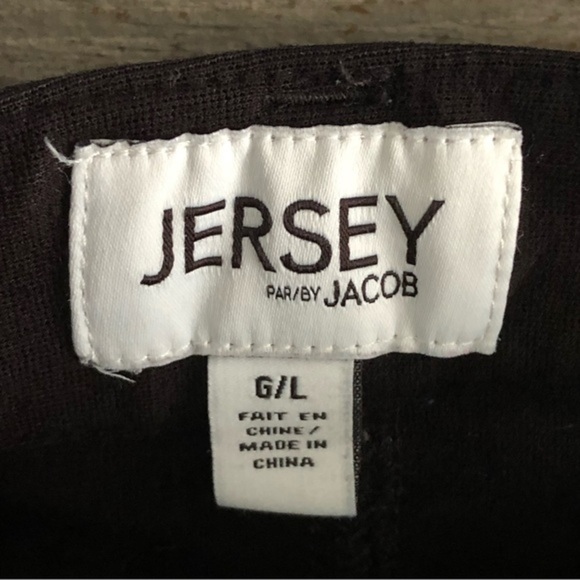 JERSEY
PAR/BY JACOB
G/L
FAIT EN
CHINE/
MADE IN
CHINA